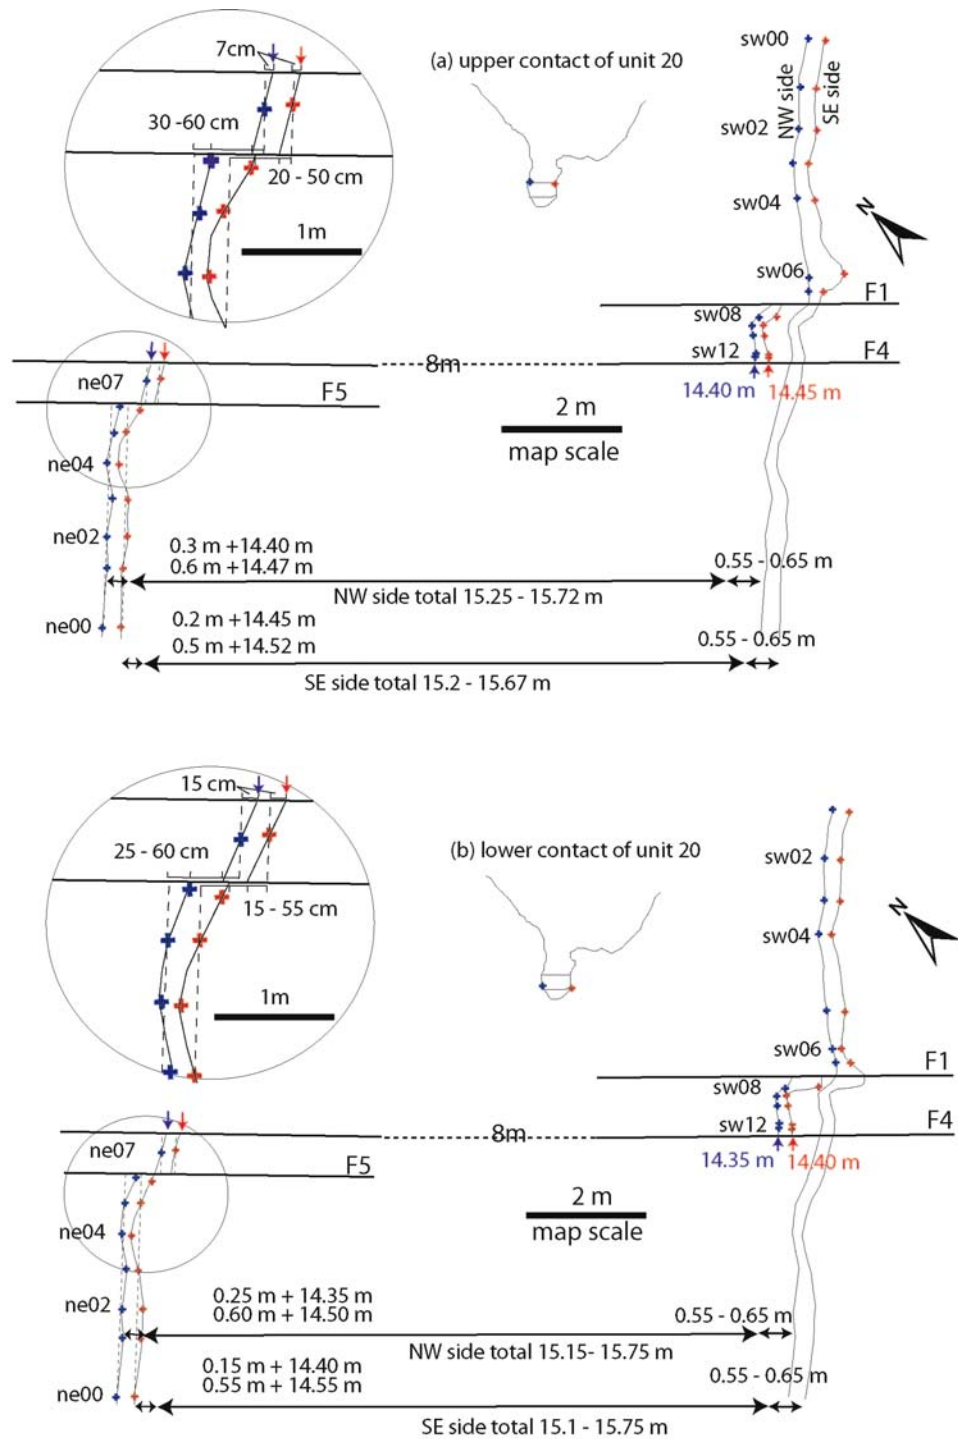 (a) upper contact of unit 20
7cm
30 -60 cm
20 - 50 cm
1m
sw00
NW side
SE side
sw02
sw04
N
sw06
F1
sw08
sw12
F4
8m
14.40 m
14.45 m
ne07
F5
2 m
map scale
ne04
ne02
0.3 m +14.40 m
0.6 m +14.47 m
0.55 - 0.65 m
NW side total 15.25 - 15.72 m
ne00
0.2 m +14.45 m
0.5 m +14.52 m
0.55 - 0.65 m
SE side total 15.2 - 15.67 m
(b) lower contact of unit 20
15 cm
25 - 60 cm
15 - 55 cm
1m
sw02
sw04
N
sw06
F1
sw08
sw12
F4
8m
14.35 m
14.40 m
ne07
F5
2 m
map scale
ne04
ne02
0.25 m + 14.35 m
0.60 m + 14.50 m
0.55 - 0.65 m
NW side total 15.15- 15.75 m
0.15 m + 14.40 m
0.55 m + 14.55 m
0.55 - 0.65 m
ne00
SE side total 15.1 - 15.75 m